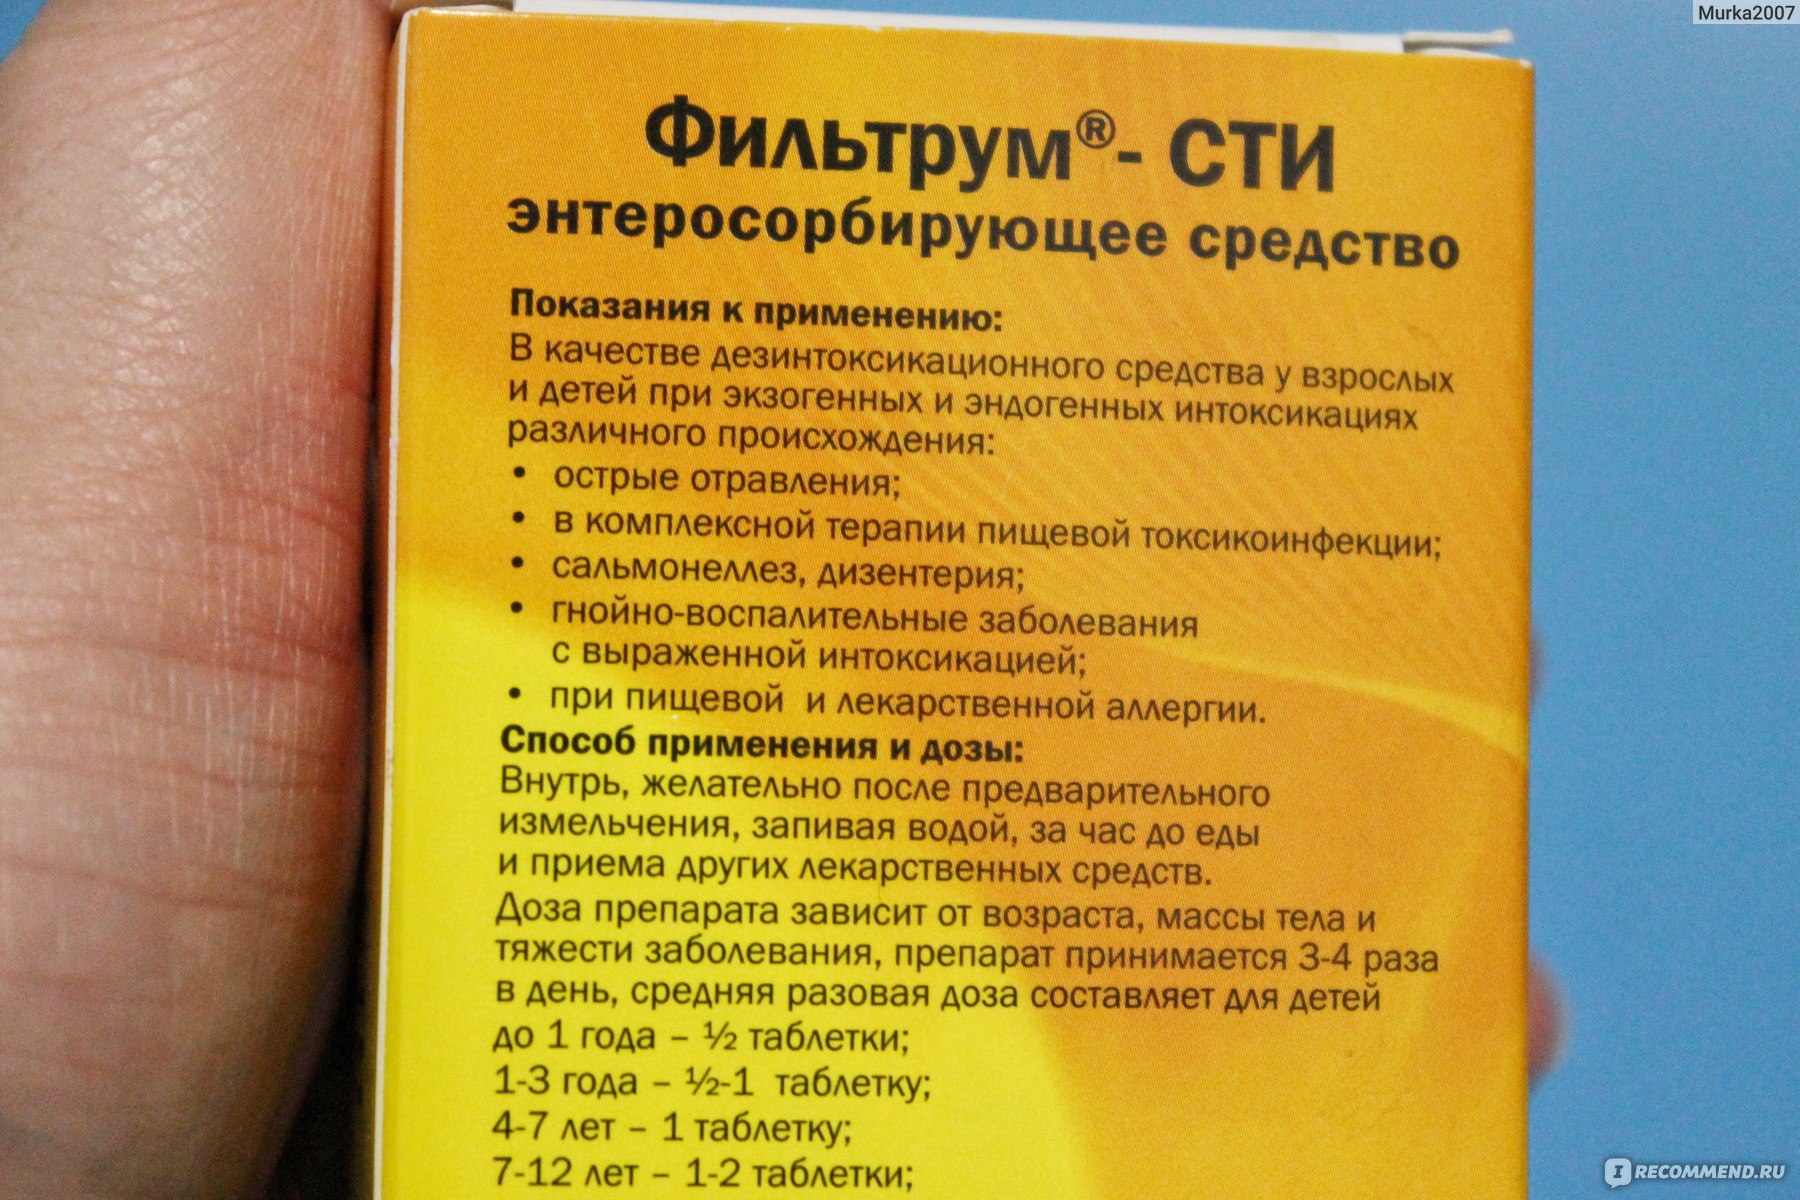 Murka2007
Фильтрум®- СТИ
энтеросорбирующее средство
Показания к применению:
В качестве дезинтоксикационного средства у взрослых
и детей при экзогенных и эндогенных интоксикациях
различного происхождения:
• острые отравления;
• в комплексной терапии пищевой токсикоинфекции;
• сальмонеллез, дизентерия;
• гнойно-воспалительные заболевания
с выраженной интоксикацией;
• при пищевой и лекарственной аллергии.
Способ применения и дозы:
Внутрь, желательно после предварительного
измельчения, запивая водой, за час до еды
и приема других лекарственных средств.
Доза препарата зависит от возраста, массы тела и
тяжести заболевания, препарат принимается 3-4 раза
в день, средняя разовая доза составляет для детей
до 1 года – ½ таблетки;
1-3 года – ½-1 таблетку;
4-7 лет – 1 таблетку;
7-12 лет – 1-2 таблетки;
IRECOMMEND.RU